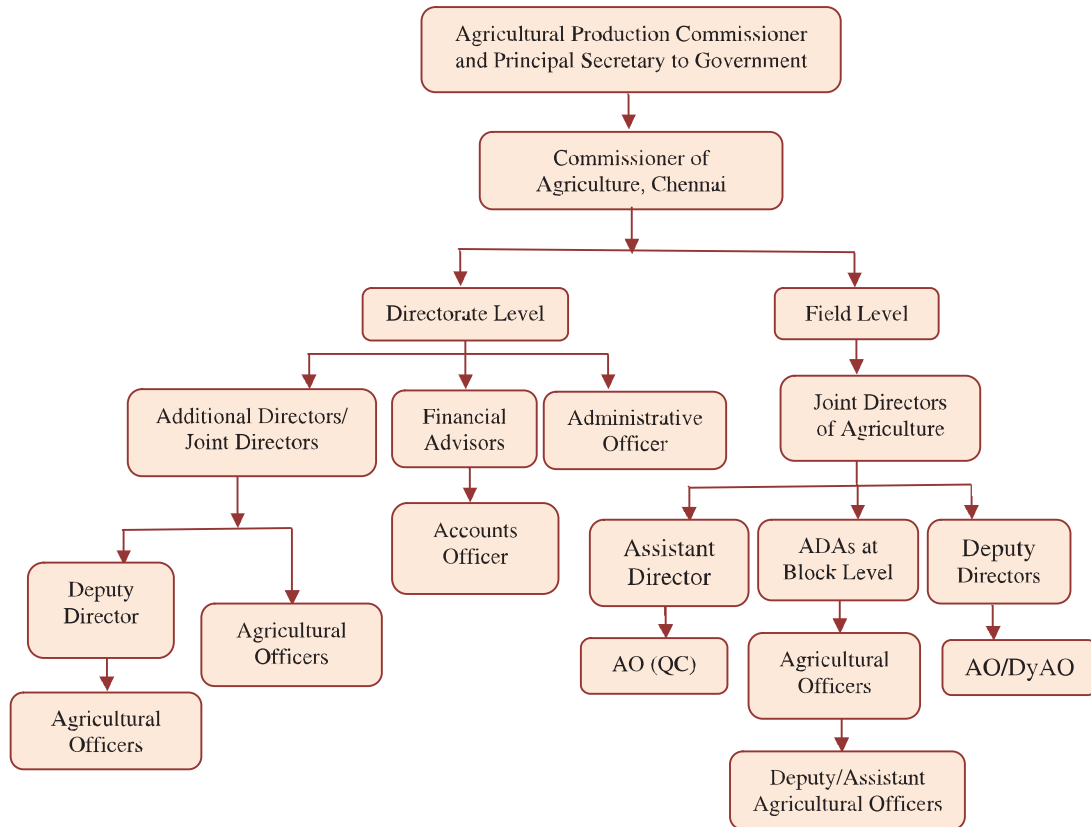 Agricultural Production Commissioner
and Principal Secretary to Government
Commissioner of
Agriculture, Chennai
Directorate Level
Field Level
Additional Directors/
Joint Directors
Financial
Advisors
Administrative
Officer
Joint Directors
of Agriculture
Accounts
Officer
Assistant
Director
ADAs at
Block Level
Deputy
Directors
Deputy
Director
Agricultural
Officers
AO (QC)
Agricultural
Officers
AO/DyAO
Agricultural
Officers
Deputy/Assistant
Agricultural Officers